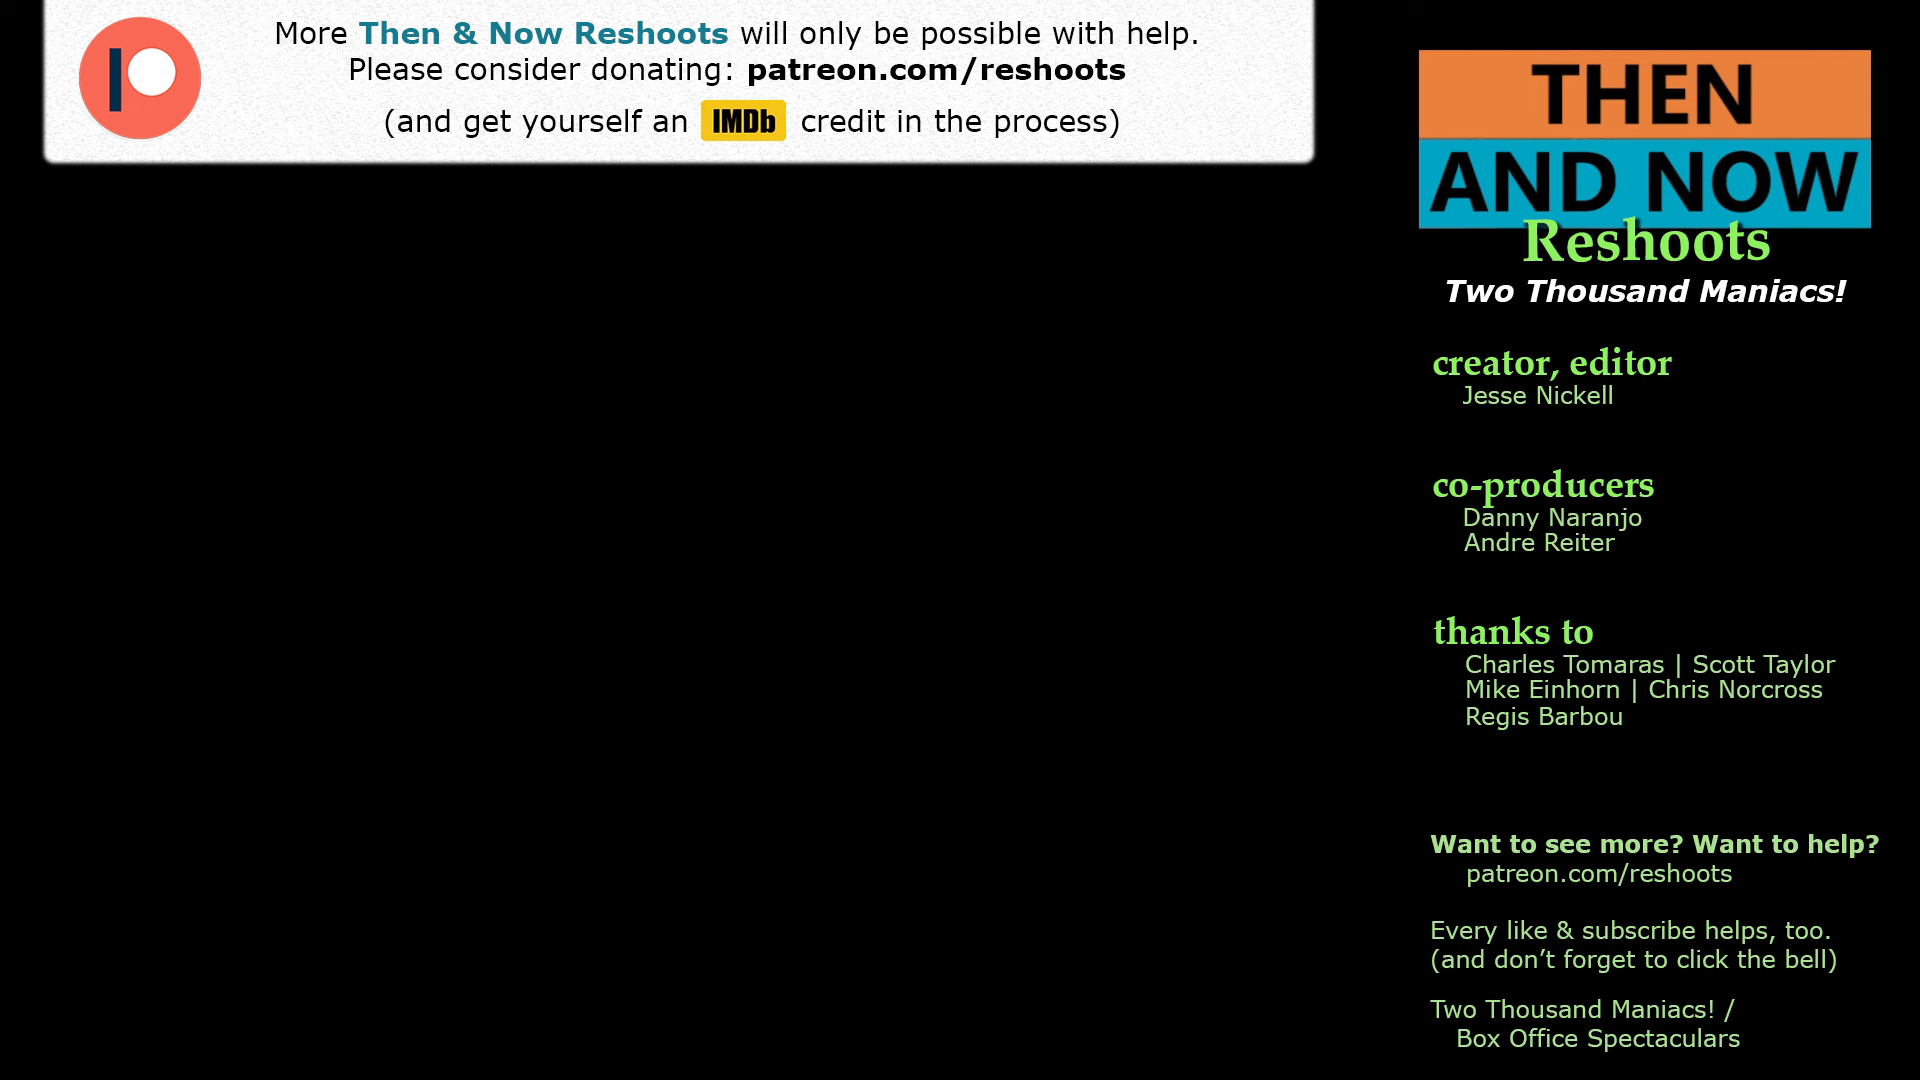 More Then & Now Reshoots will only be possible with help.
Please consider donating: patreon.com/reshoots
(and get yourself an IMDb credit in the process)
THEN
AND NOW
Reshoots
Two Thousand Maniacs!
creator, editor
Jesse Nickell
co-producers
Danny Naranjo
Andre Reiter
thanks to
Charles Tomaras | Scott Taylor
Mike Einhorn | Chris Norcross
Regis Barbou
Want to see more? Want to help?
patreon.com/reshoots
Every like & subscribe helps, too.
(and don’t forget to click the bell)
Two Thousand Maniacs! /
Box Office Spectaculars